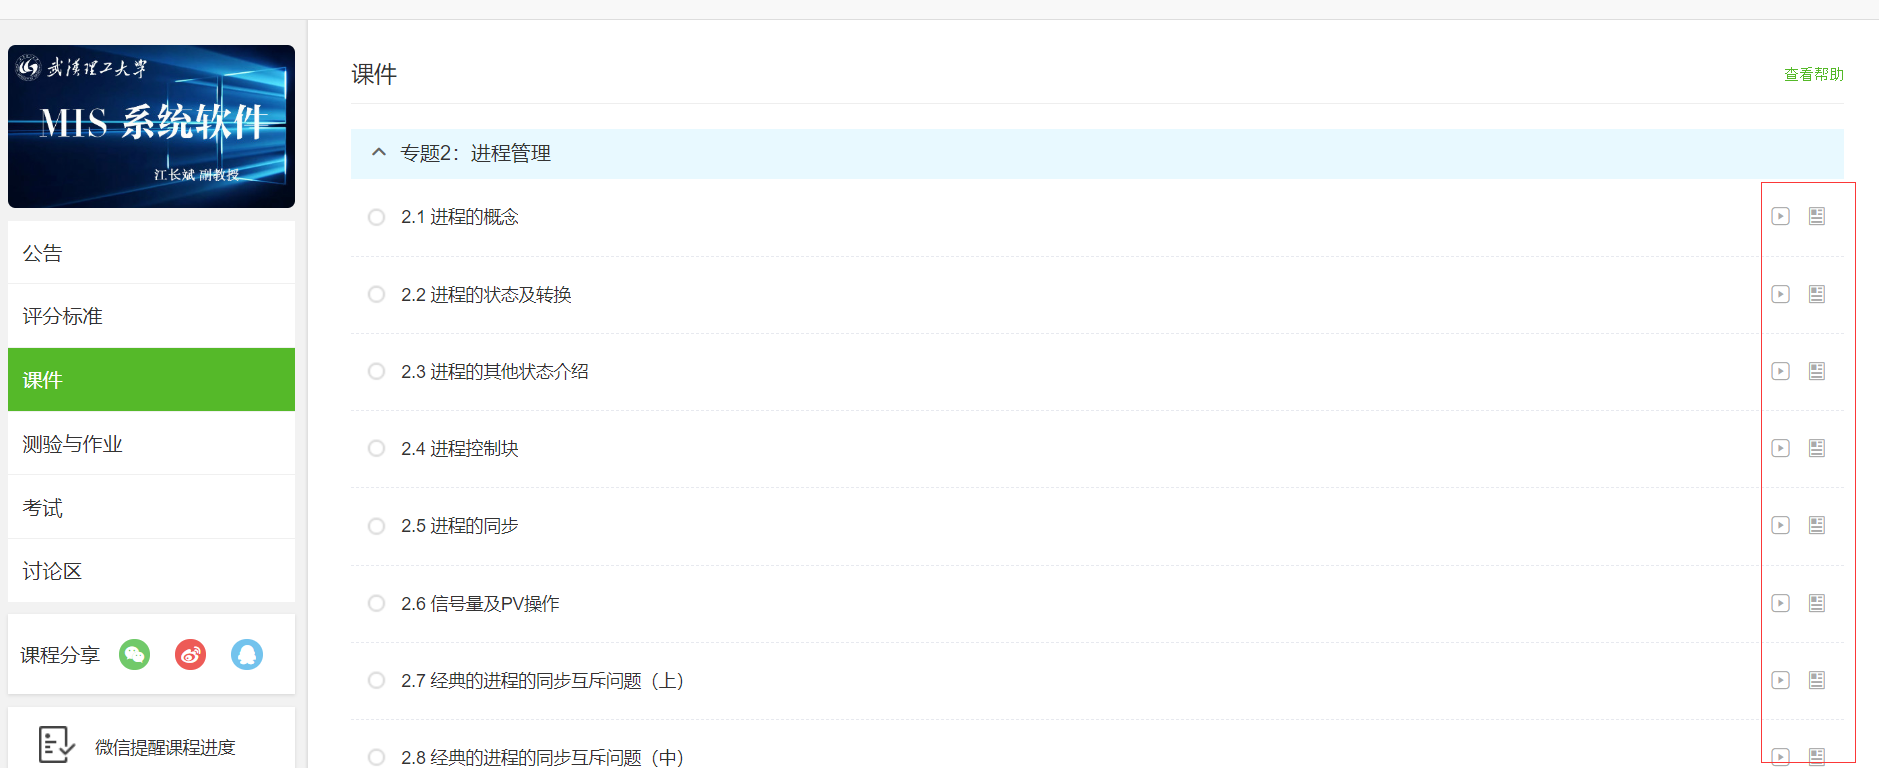 武汉理工大学
MIS 系统软件
江长斌 副教授
公告
评分标准
课件
测验与作业
考试
讨论区
课程分享
微信提醒课程进度
课件
查看帮助
专题2：进程管理
2.1 进程的概念
2.2 进程的状态及转换
2.3 进程的其他状态介绍
2.4 进程控制块
2.5 进程的同步
2.6 信号量及PV操作
2.7 经典的进程的同步互斥问题（上）
2.8 经典的进程的同步互斥问题（中）